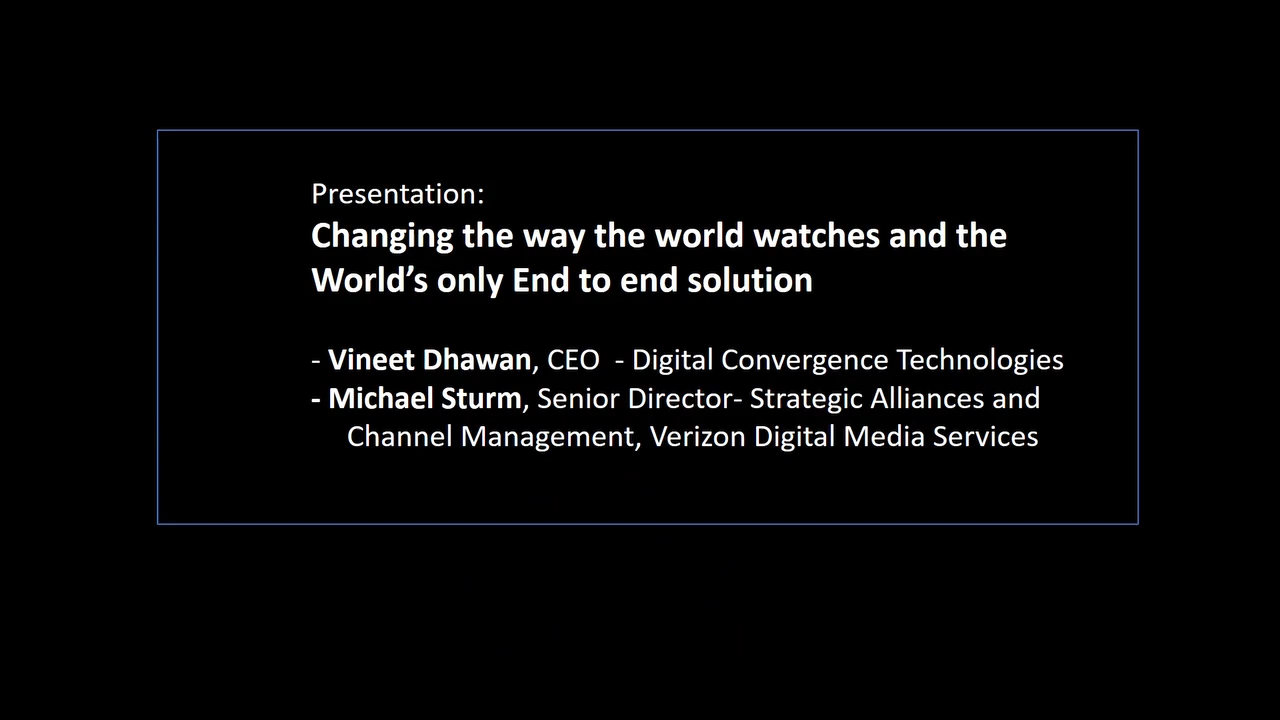 Presentation:
Changing the way the world watches and the
World’s only End to end solution
- Vineet Dhawan, CEO  - Digital Convergence Technologies
- Michael Sturm, Senior Director- Strategic Alliances and
Channel Management, Verizon Digital Media Services